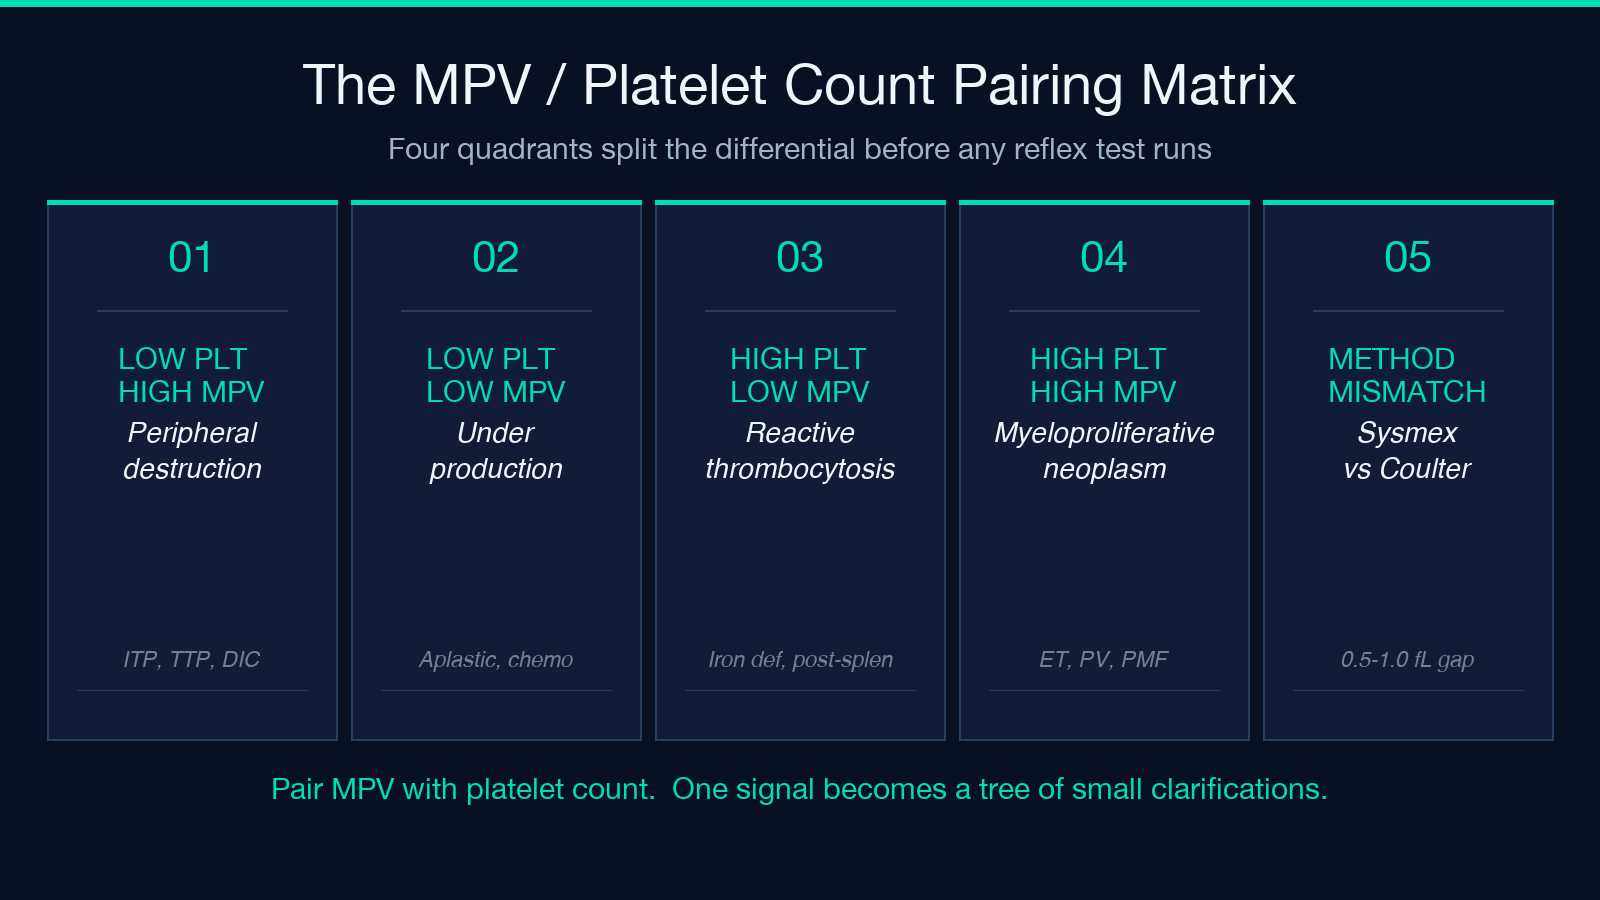 The MPV / Platelet Count Pairing Matrix
Four quadrants split the differential before any reflex test runs
01
LOW PLT
HIGH MPV
Peripheral
destruction
ITP, TTP, DIC
02
LOW PLT
LOW MPV
Under
production
Aplastic, chemo
03
HIGH PLT
LOW MPV
Reactive
thrombocytosis
Iron def, post-splen
04
HIGH PLT
HIGH MPV
Myeloproliferative
neoplasm
ET, PV, PMF
05
METHOD
MISMATCH
Sysmex
vs Coulter
0.5-1.0 fL gap
Pair MPV with platelet count.  One signal becomes a tree of small clarifications.